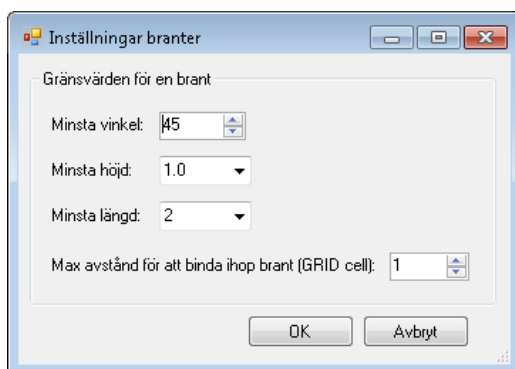 Inställningar branter
Gränsvärden för en brant
Minsta vinkel: 45
Minsta höjd: 1.0
Minsta längd: 2
Max avstånd för att binda ihop brant (GRID cell): 1
OK Avbryt